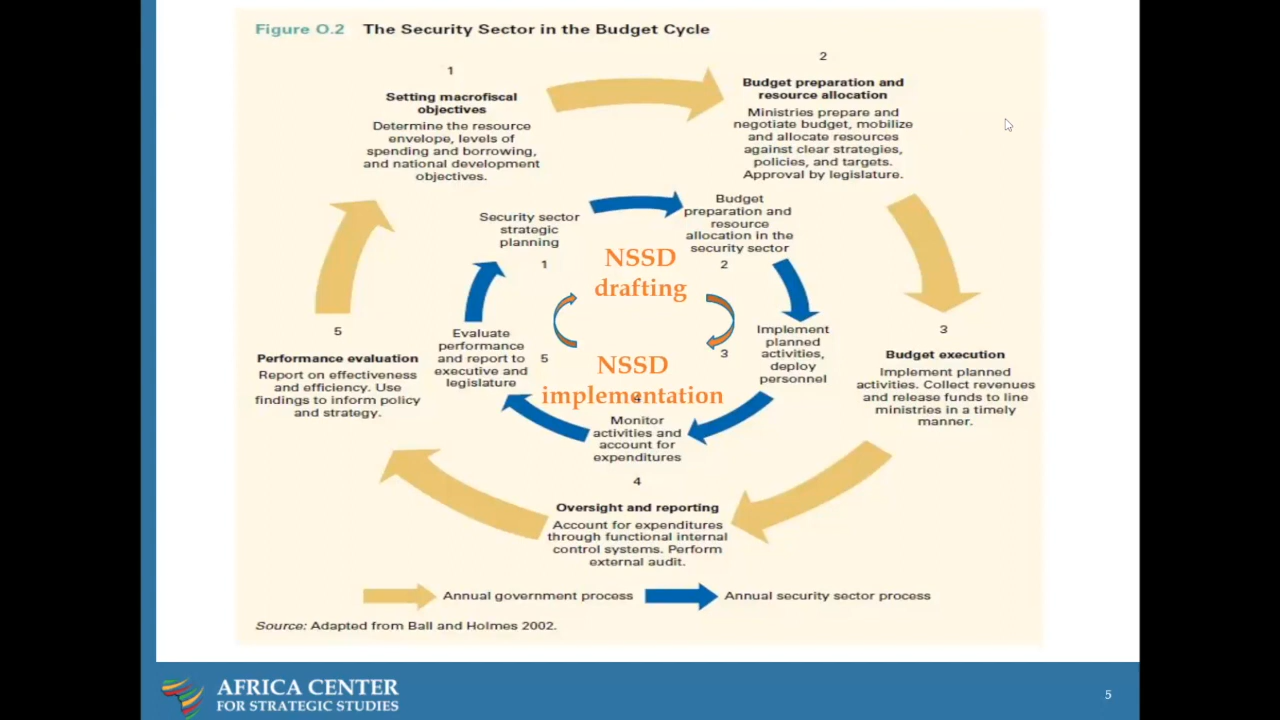 Figure O.2 The Security Sector in the Budget Cycle
1
Setting macrofiscal
objectives
Determine the resource
envelope, levels of
spending and borrowing,
and national development
objectives.
2
Budget preparation and
resource allocation
Ministries prepare and
negotiate budget, mobilize
and allocate resources
against clear strategies,
policies, and targets.
Approval by legislature.
Security sector
strategic
planning
1
Budget
preparation and
resource
allocation in the
security sector
2
NSSD
drafting
Implement
planned
activities,
deploy
personnel
3
NSSD
implementation
4
Monitor
activities and
account for
expenditures
Evaluate
performance
and report to
executive and
legislature
5
3
Budget execution
Implement planned
activities. Collect revenues
and release funds to line
ministries in a timely
manner.
4
Oversight and reporting
Account for expenditures
through functional internal
control systems. Perform
external audit.
5
Performance evaluation
Report on effectiveness
and efficiency. Use
findings to inform policy
and strategy.
Annual government process
Annual security sector process
Source: Adapted from Ball and Holmes 2002.
AFRICA CENTER
FOR STRATEGIC STUDIES
5